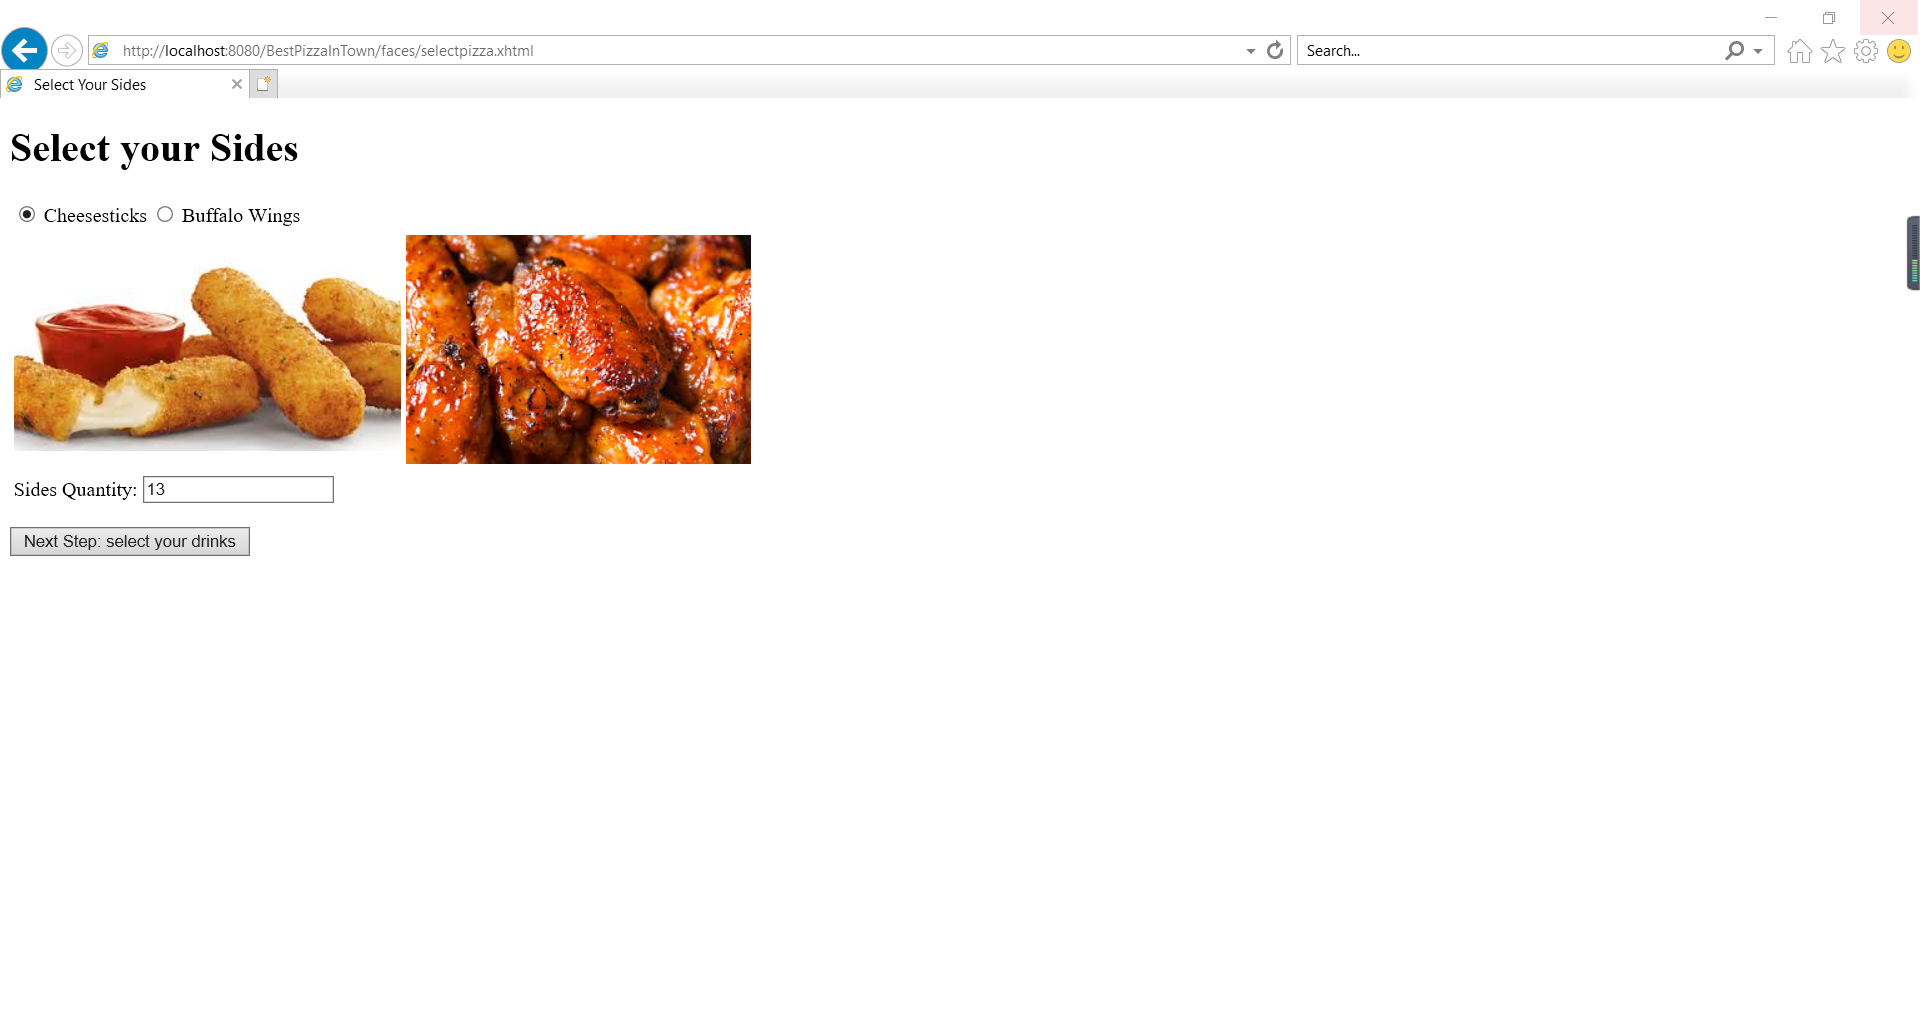 http://localhost:8080/BestPizzaInTown/faces/selectpizza.xhtml
Search...
Select Your Sides
Select your Sides
Cheesesticks Buffalo Wings
Sides Quantity: 13
Next Step: select your drinks